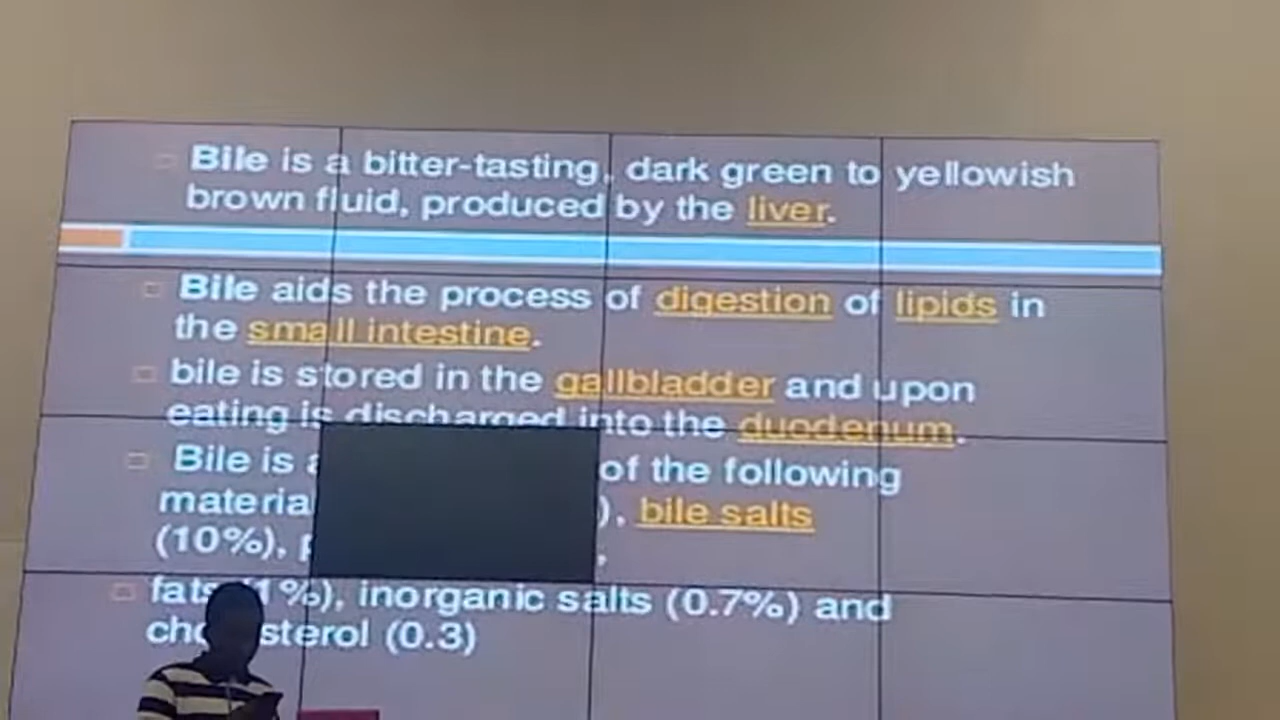 Bile is a bitter-tasting, dark green to yellowish
brown fluid, produced by the liver.
Bile aids the process of digestion of lipids in
the small intestine.
bile is stored in the gallbladder and upon
eating is discharged into the duodenum.
Bile is of the following
), bile salts
(10%),
fats (1%), inorganic salts (0.7%) and
cholesterol (0.3)